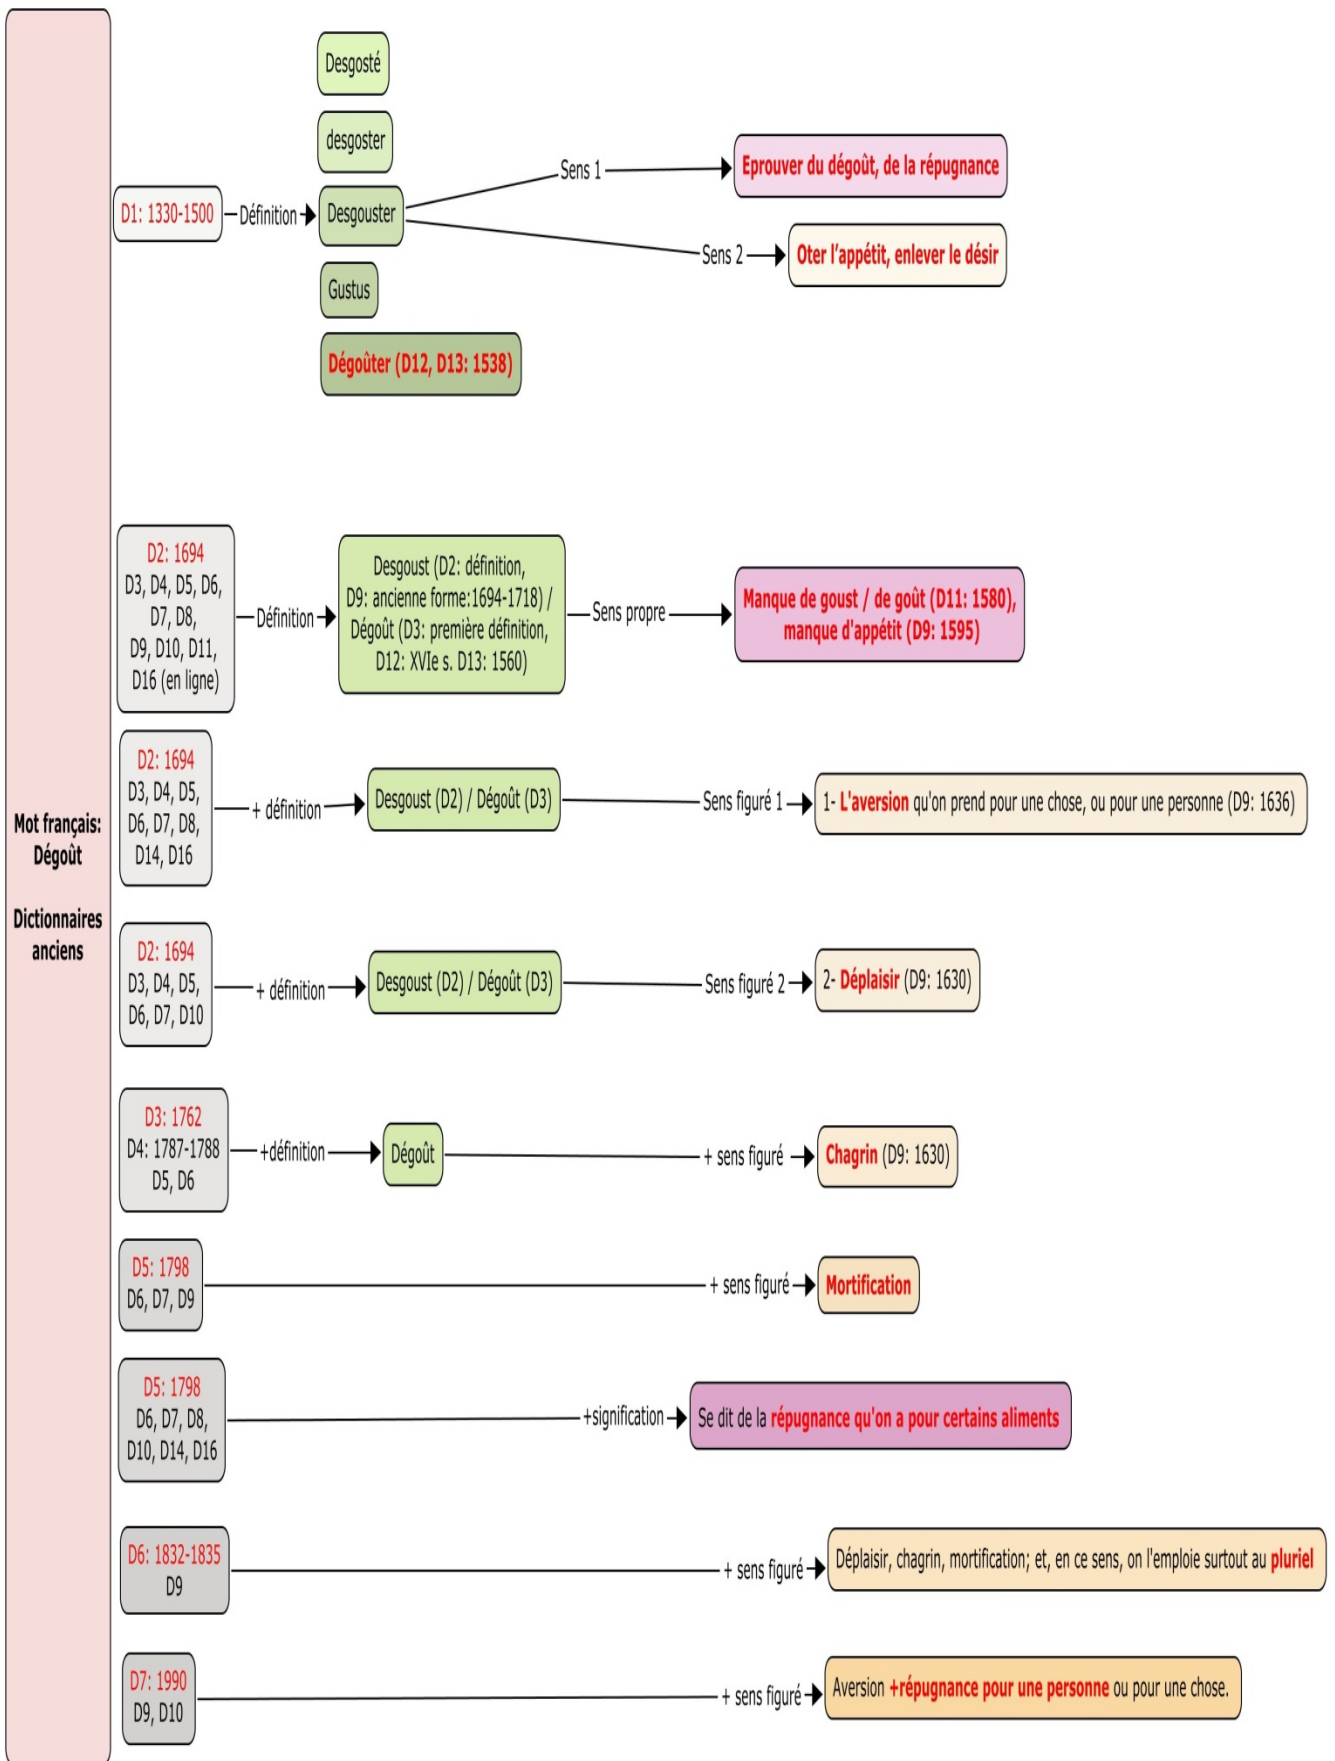 Mot français:
Dégoût
Dictionnaires
anciens
Desgosté
desgoster
D1: 1330-1500
Définition
Desgouster
Sens 1
Eprouver du dégoût, de la répugnance
Sens 2
Oter l'appétit, enlever le désir
Gustus
Dégoûter (D12, D13: 1538)
D2: 1694
D3, D4, D5, D6,
D7, D8,
D9, D10, D11,
D16 (en ligne)
Définition
Desgoust (D2: définition,
D9: ancienne forme:1694-1718) /
Dégoût (D3: première définition,
D12: XVIe s. D13: 1560)
Sens propre
Manque de goust / de goût (D11: 1580),
manque d'appétit (D9: 1595)
D2: 1694
D3, D4, D5,
D6, D7, D8,
D14, D16
+ définition
Desgoust (D2) / Dégoût (D3)
Sens figuré 1
1- L'aversion qu'on prend pour une chose, ou pour une personne (D9: 1636)
D2: 1694
D3, D4, D5,
D6, D7, D10
+ définition
Desgoust (D2) / Dégoût (D3)
Sens figuré 2
2- Déplaisir (D9: 1630)
D3: 1762
D4: 1787-1788
D5, D6
+définition
Dégoût
+ sens figuré
Chagrin (D9: 1630)
D5: 1798
D6, D7, D9
+ sens figuré
Mortification
D5: 1798
D6, D7, D8,
D10, D14, D16
+signification
Se dit de la répugnance qu'on a pour certains aliments
D6: 1832-1835
D9
+ sens figuré
Déplaisir, chagrin, mortification; et, en ce sens, on l'emploie surtout au pluriel
D7: 1990
D9, D10
+ sens figuré
Aversion +répugnance pour une personne ou pour une chose.